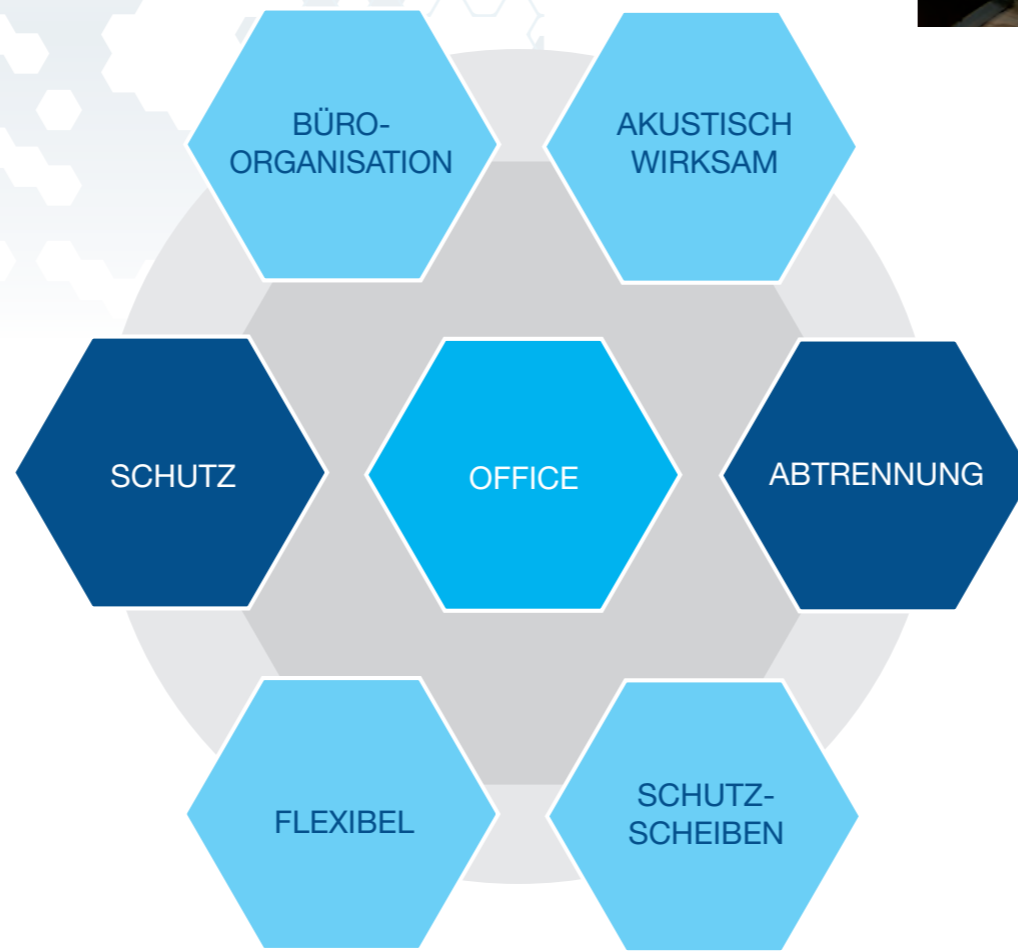 BÜRO-
ORGANISATION
AKUSTISCH
WIRKSAM
SCHUTZ
OFFICE
ABTRENNUNG
FLEXIBEL
SCHUTZ-
SCHEIBEN